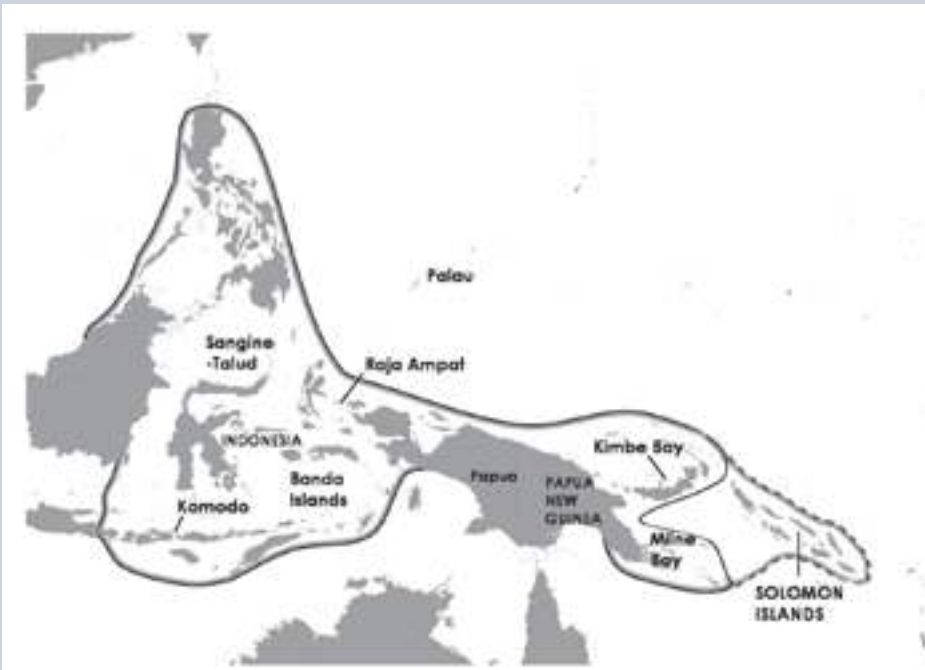 Palau
Sangine
-Talud
Raja Ampat
INDONESIA
Kimbe Bay
Banda
Islands
Papua
PAPUA
NEW
GUINEA
Komodo
Milne
Bay
SOLOMON
ISLANDS